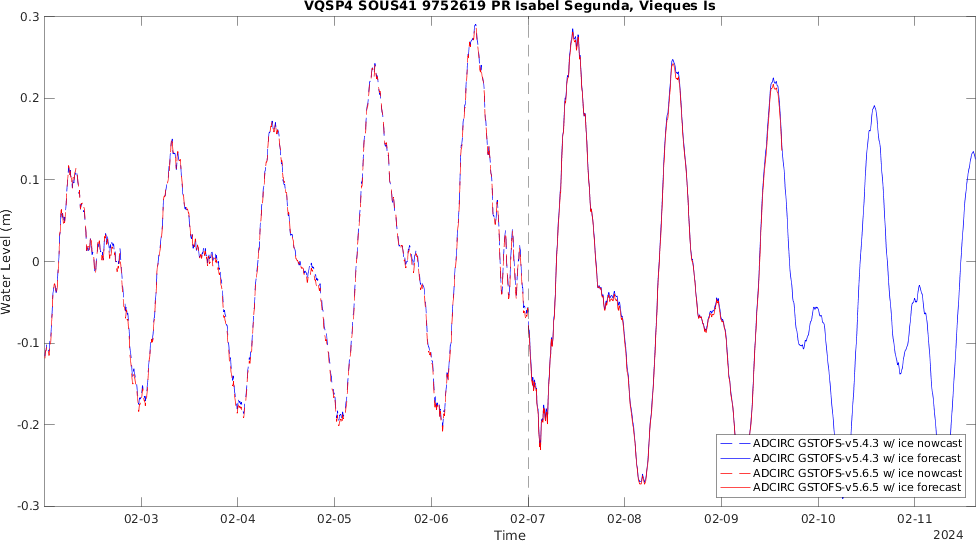 VQSP4 SOUS41 9752619 PR Isabel Segunda, Vieques Is
0.3
0.2
0.1
0
-0.1
-0.2
-0.3
Water Level (m)
02-03 02-04 02-05 02-06 02-07 02-08 02-09 02-10 02-11
Time
2024
ADCIRC GSTOFS-v5.4.3 w/ ice nowcast
ADCIRC GSTOFS-v5.4.3 w/ ice forecast
ADCIRC GSTOFS-v5.6.5 w/ ice nowcast
ADCIRC GSTOFS-v5.6.5 w/ ice forecast